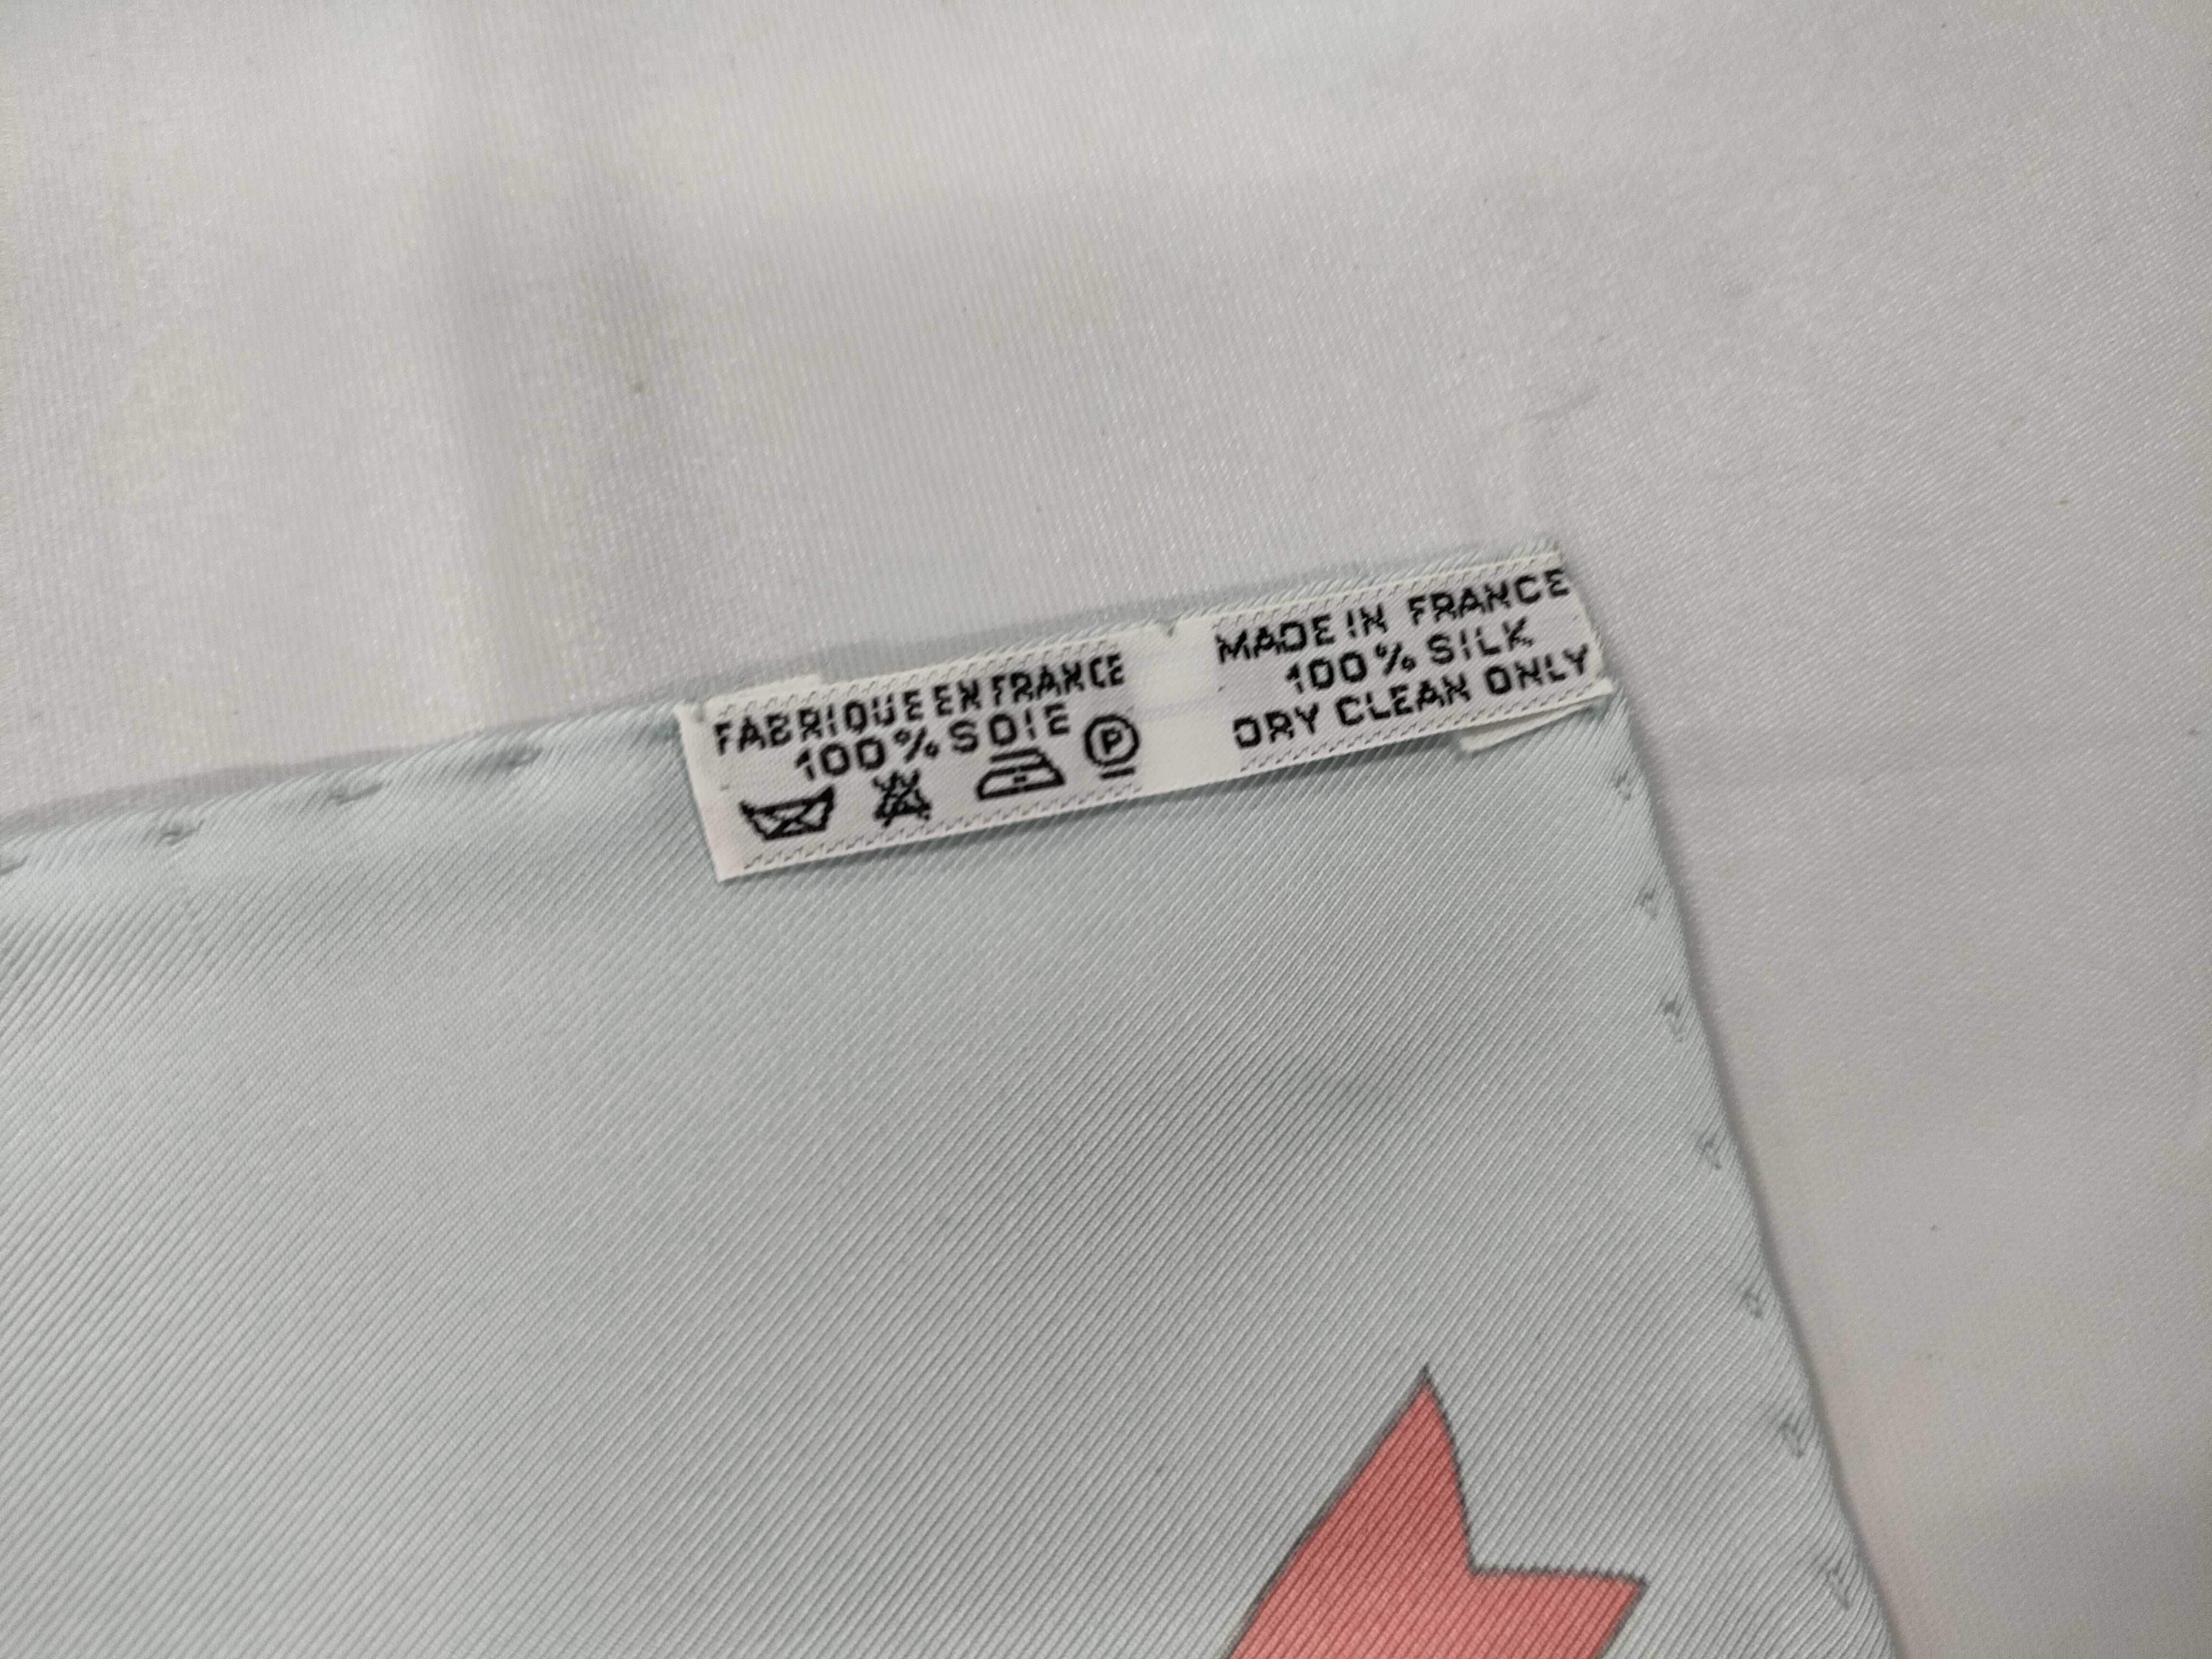 FABRIQUE EN FRANCE
100% SOIE
P
MADE IN FRANCE
100% SILK
DRY CLEAN ONLY